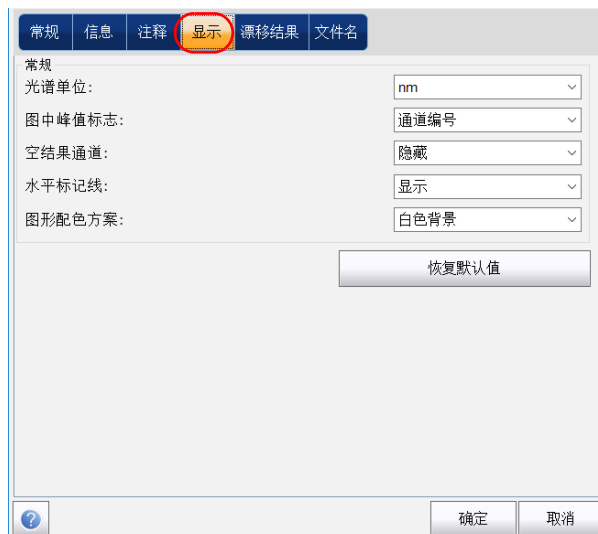 常规 信息 注释 显示 漂移结果 文件名
常规
光谱单位: nm
图中峰值标志: 通道编号
空结果通道: 隐藏
水平标记线: 显示
图形配色方案: 白色背景
恢复默认值
? 确定 取消